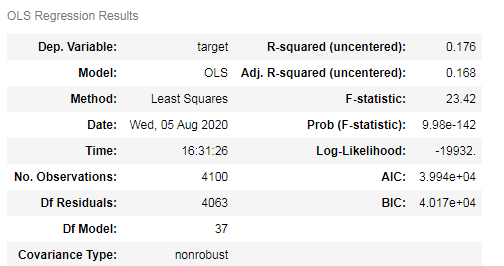 OLS Regression Results
Dep. Variable: target R-squared (uncentered): 0.176
Model: OLS Adj. R-squared (uncentered): 0.168
Method: Least Squares F-statistic: 23.42
Date: Wed, 05 Aug 2020 Prob (F-statistic): 9.98e-142
Time: 16:31:26 Log-Likelihood: -19932.
No. Observations: 4100 AIC: 3.994e+04
Df Residuals: 4063 BIC: 4.017e+04
Df Model: 37
Covariance Type: nonrobust